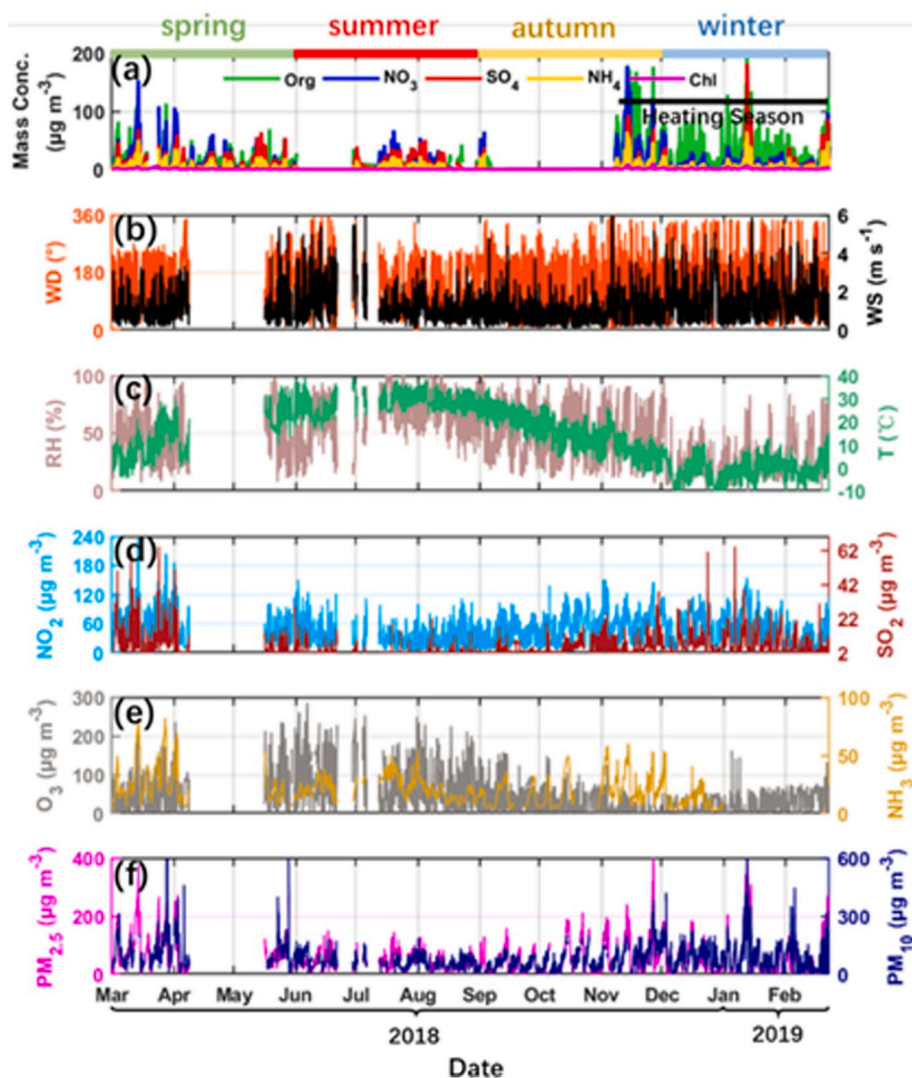 spring summer autumn winter
(a)
Org NO3 SO4 NH4 Chl
Heating Season
Mass Conc.
(µg m-3)
200
100
0
(b)
WD (°)
360
180
0
WS (m s-1)
6
4
2
0
(c)
RH (%)
100
50
0
T (℃)
40
30
20
10
0
-10
(d)
NO2 (µg m-3)
240
180
120
60
0
SO2 (µg m-3)
62
42
22
2
(e)
O3 (µg m-3)
300
200
100
0
NH3 (µg m-3)
100
50
0
(f)
PM2.5 (µg m-3)
400
200
0
PM10 (µg m-3)
600
300
0
Mar Apr May Jun Jul Aug Sep Oct Nov Dec Jan Feb
2018 2019
Date